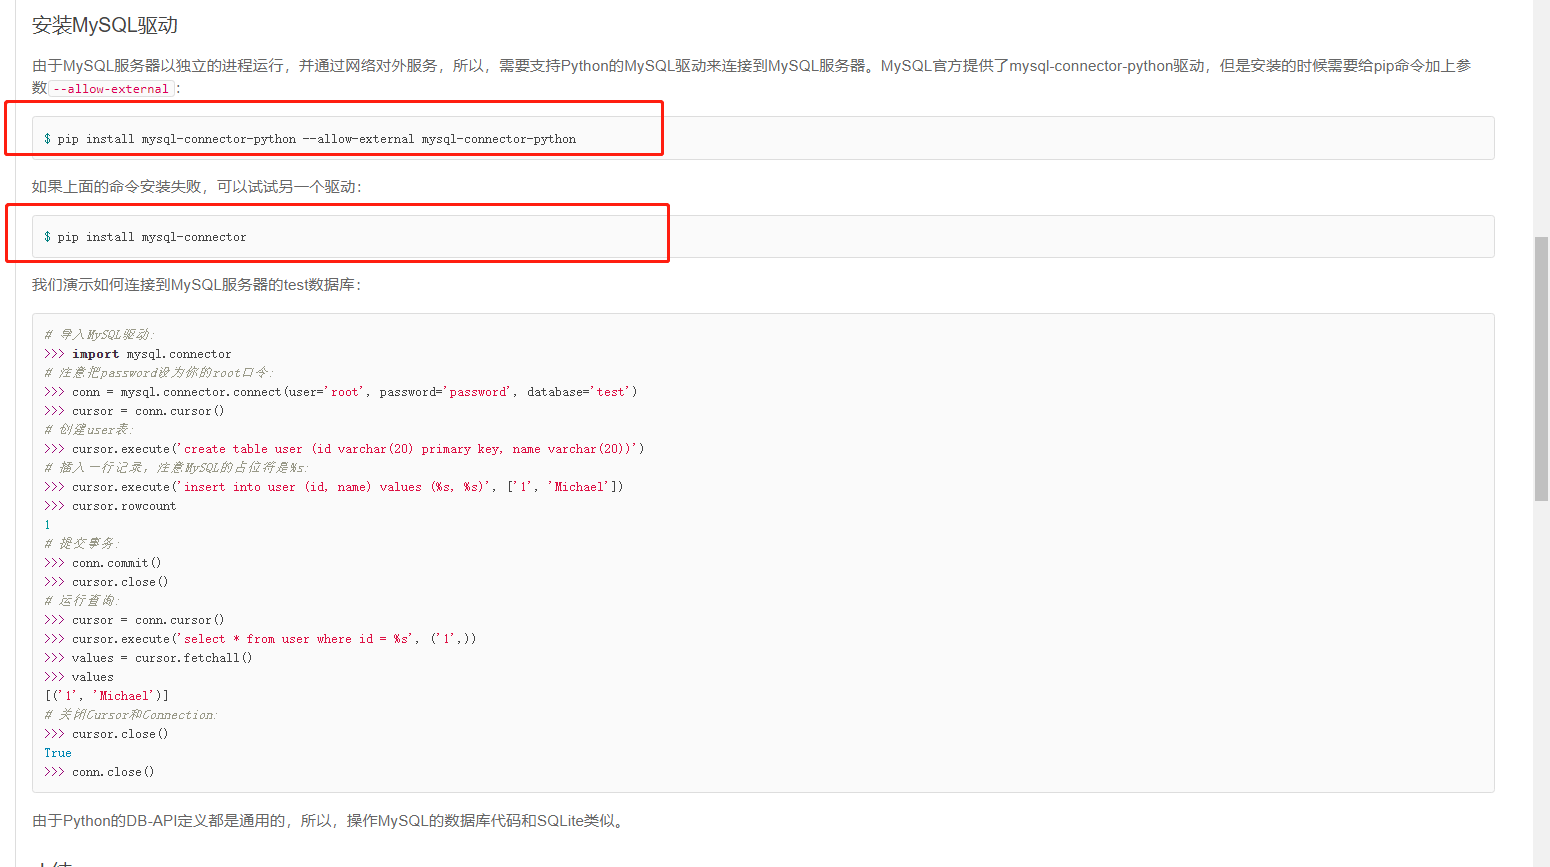 安装MySQL驱动
由于MySQL服务器以独立的进程运行，并通过网络对外服务，所以，需要支持Python的MySQL驱动来连接到MySQL服务器。MySQL官方提供了mysql-connector-python驱动，但是安装的时候需要给pip命令加上参
数--allow-external：
$ pip install mysql-connector-python --allow-external mysql-connector-python
如果上面的命令安装失败，可以试试另一个驱动：
$ pip install mysql-connector
我们演示如何连接到MySQL服务器的test数据库：
# 导入MySQL驱动:
>>> import mysql.connector
# 注意把password设为你的root口令:
>>> conn = mysql.connector.connect(user='root', password='password', database='test')
>>> cursor = conn.cursor()
# 创建user表:
>>> cursor.execute('create table user (id varchar(20) primary key, name varchar(20))')
# 插入一行记录，注意MySQL的占位符是%s:
>>> cursor.execute('insert into user (id, name) values (%s, %s)', ['1', 'Michael'])
>>> cursor.rowcount
1
# 提交事务:
>>> conn.commit()
>>> cursor.close()
# 运行查询:
>>> cursor = conn.cursor()
>>> cursor.execute('select * from user where id = %s', ('1',))
>>> values = cursor.fetchall()
>>> values
[('1', 'Michael')]
# 关闭Cursor和Connection:
>>> cursor.close()
True
>>> conn.close()
由于Python的DB-API定义都是通用的，所以，操作MySQL的数据库代码和SQLite类似。